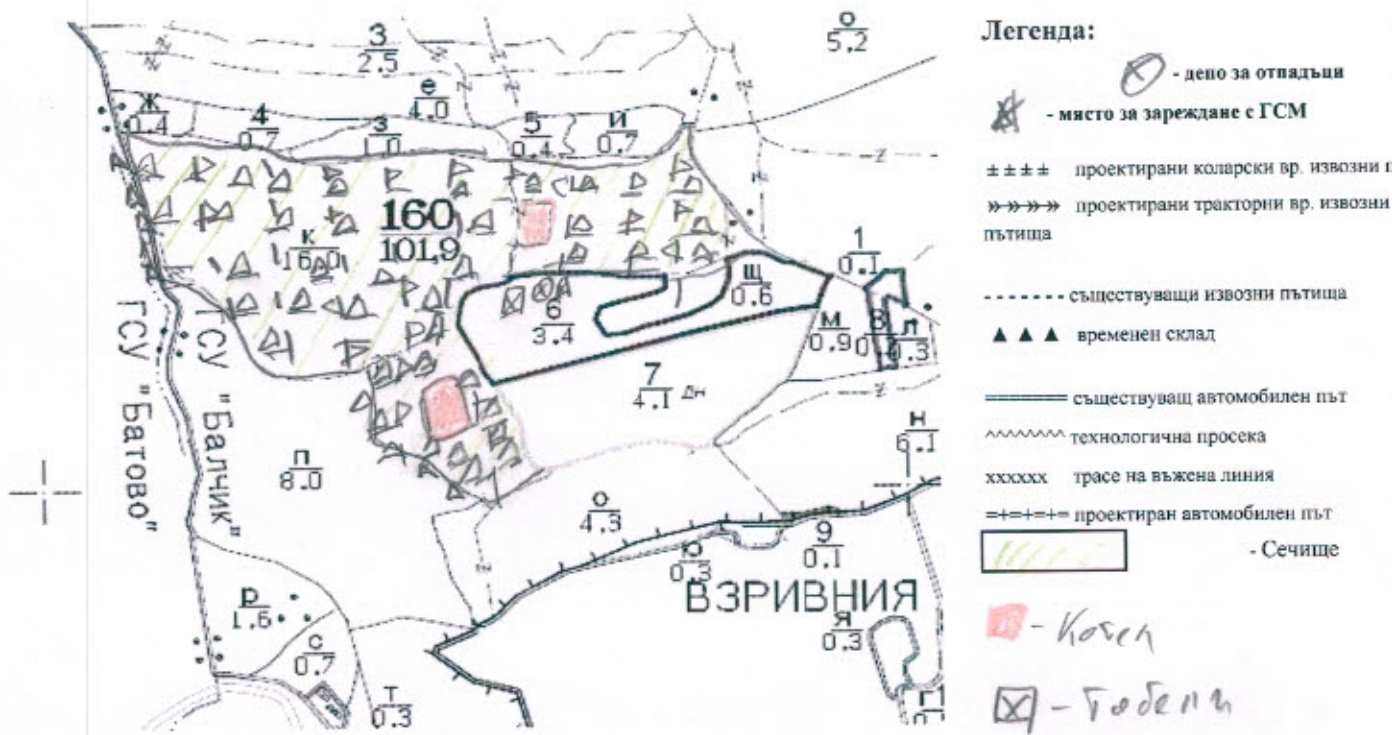 З
2.5
о
5,2
Ж
0.4
4
0.7
з
1.0
е
4.0
5
0.4
и
0.7
160
101,9
к
16.0
1
0.1
щ
0.6
6
3.4
м
0.9
8
л
0.3
7
4.1 дн
н
6.1
п
8.0
о
4.3
ю
0.3
9
0.1
ВЗРИВНИЯ
я
0.3
р
1.6
с
0.7
т
0.3
ГСУ "Батово"
ГСУ "Балчик"
Легенда:
- депо за отпадъци
- място за зареждане с ГСМ
проектирани коларски вр. извозни п
проектирани тракторни вр. извозни
пътища
съществуващи извозни пътища
временен склад
съществуващ автомобилен път
технологична просека
xxxxxx трасе на въжена линия
проектиран автомобилен път
- Сечище